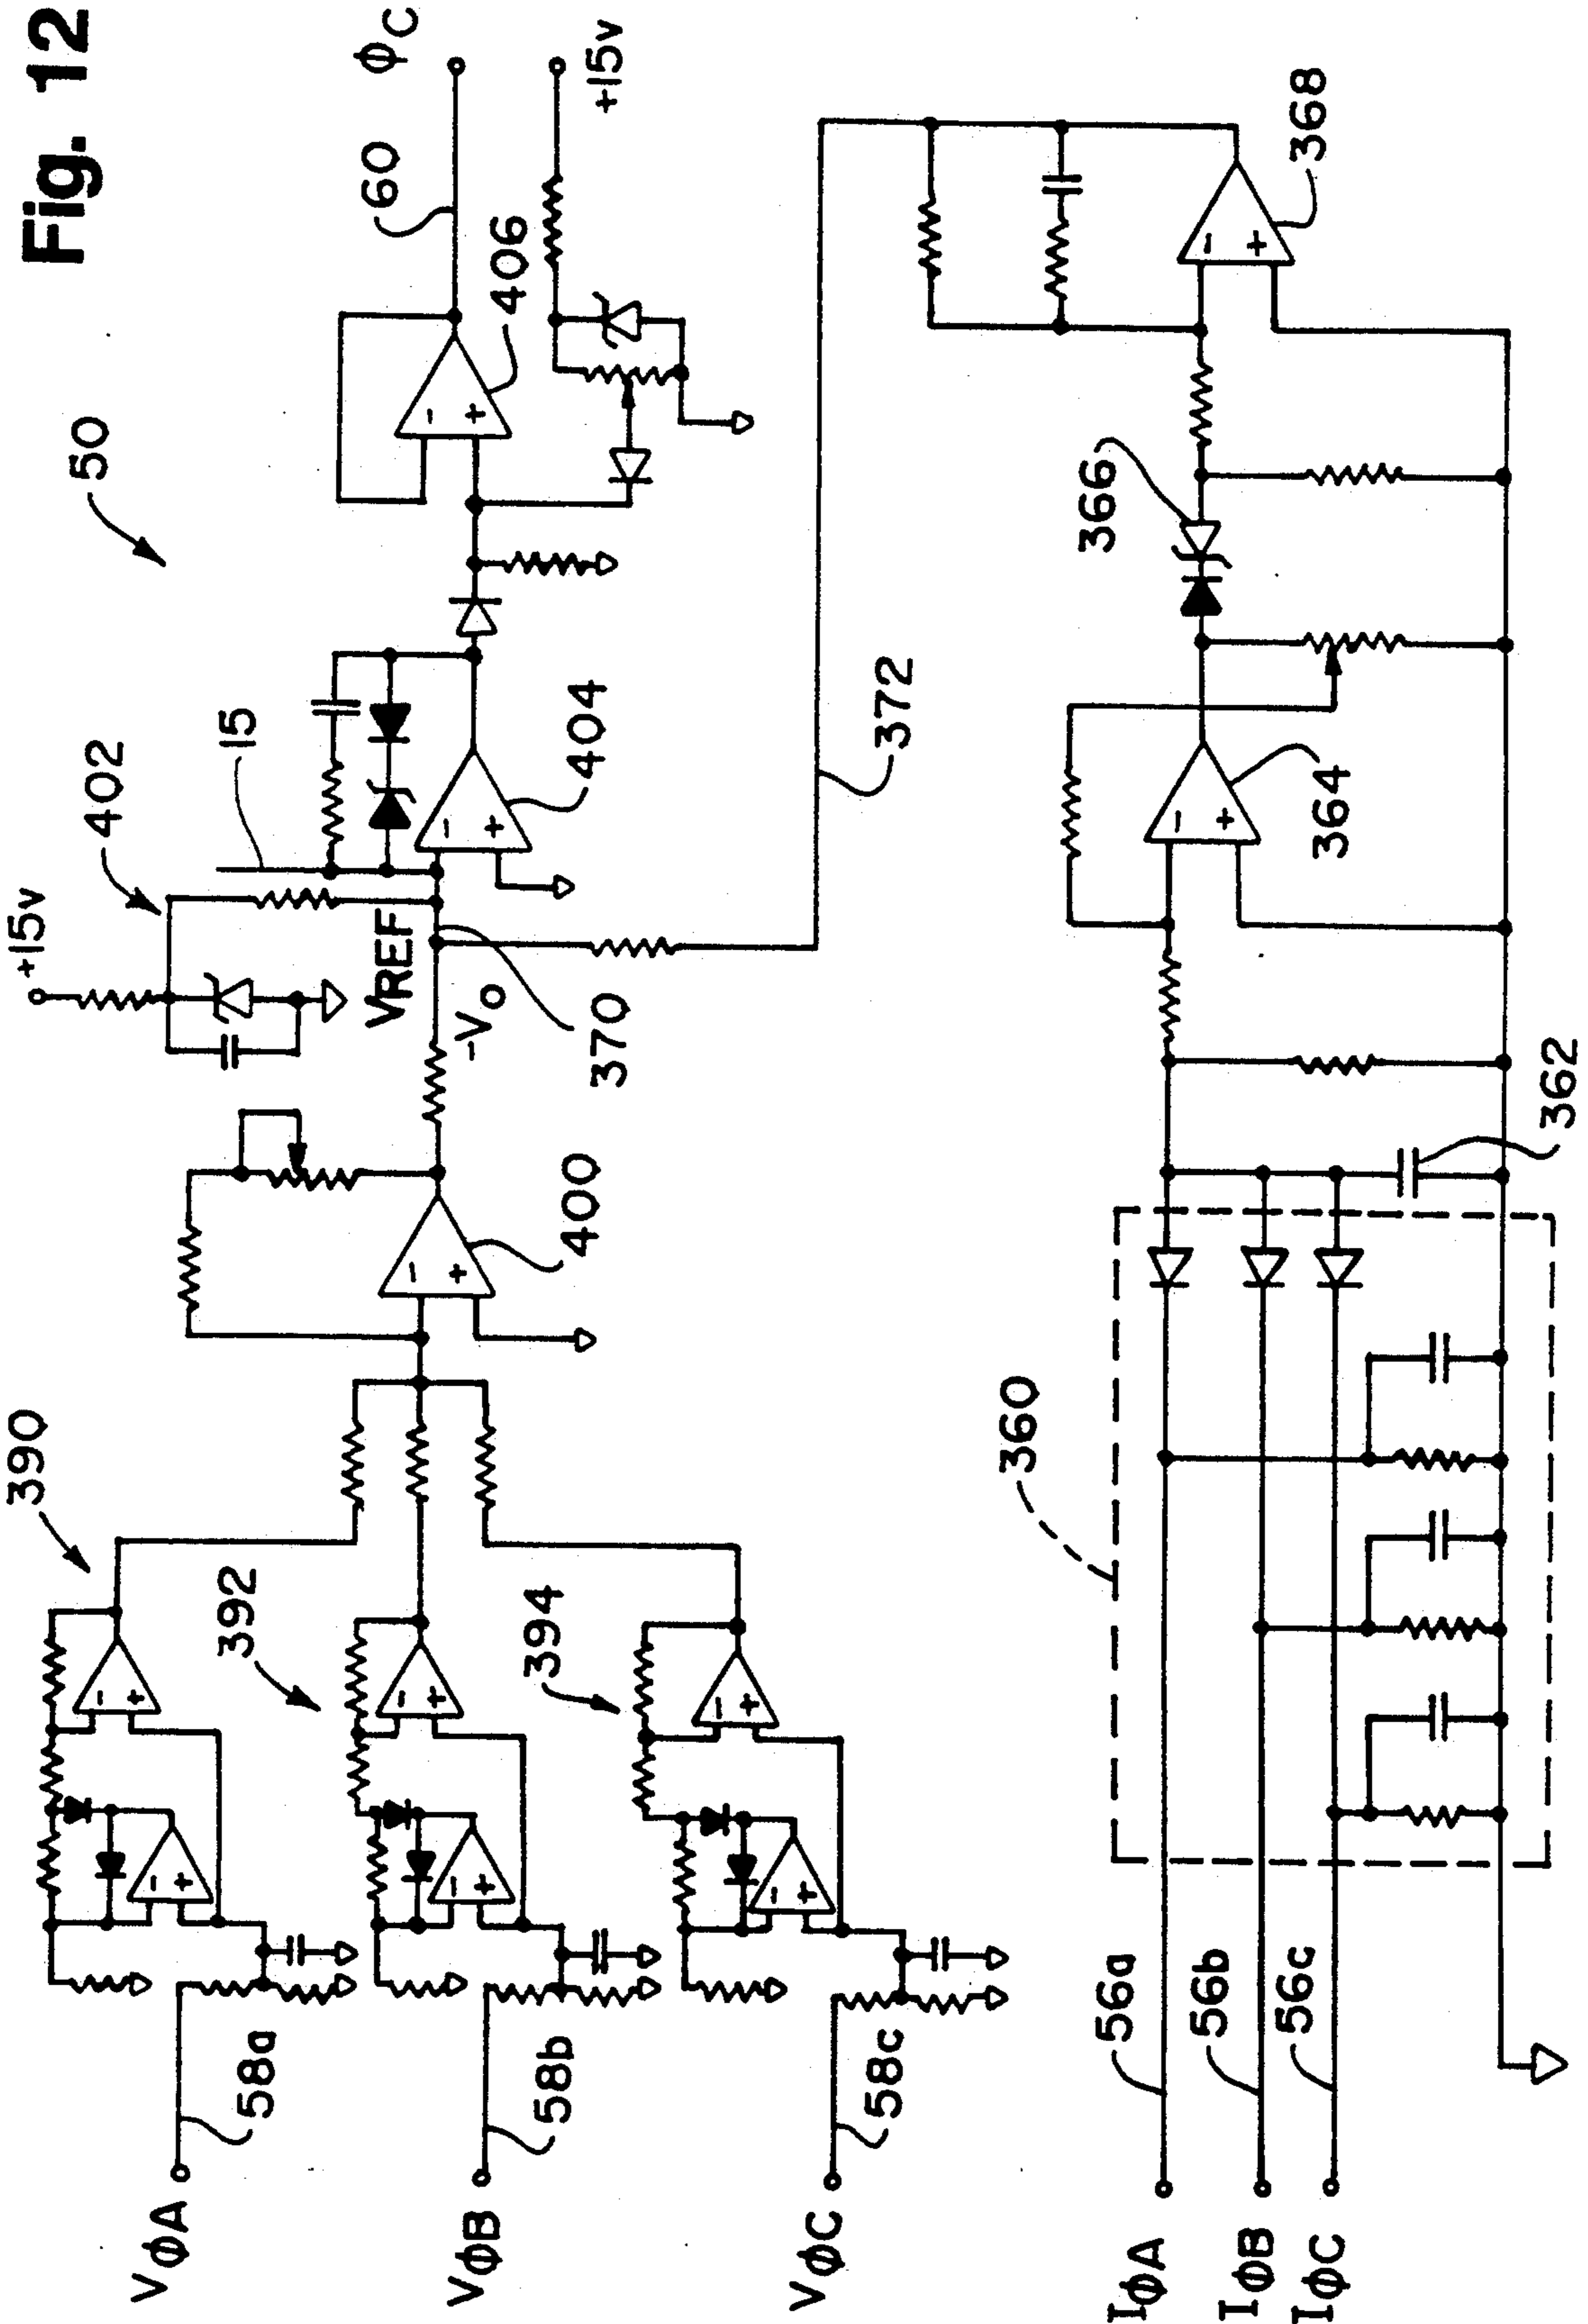 Fig. 12
50
ΦC
60
+15v
406
402
15
+15v
404
VREF
-Vo
370
372
400
390
392
394
VΦA
58a
VΦB
58b
VΦC
58c
366
368
364
362
360
IΦA
56a
IΦB
56b
IΦC
56c
- +
- +
- +
- +
- +
- +
- +
- +
- +
- +
- +